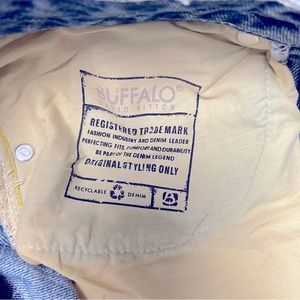 BUFFALO®
DAVID BITTON
REGISTERED TRADE MARK
FASHION INDUSTRY AND DENIM LEADER
PERFECTING FITS, COMFORT AND DURABILITY
BE PART OF THE DENIM LEGEND
ORIGINAL STYLING ONLY
RECYCLABLE DENIM